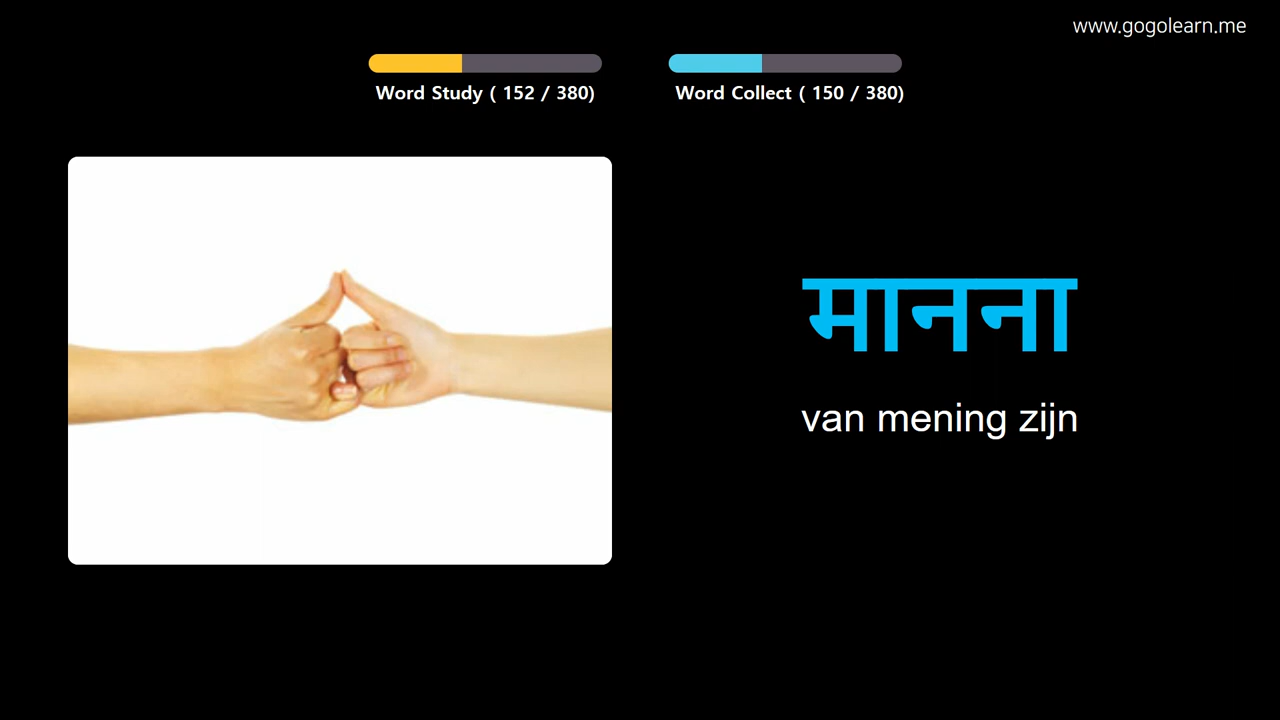 www.gogolearn.me
Word Study ( 152 / 380)
Word Collect ( 150 / 380)
मानना
van mening zijn